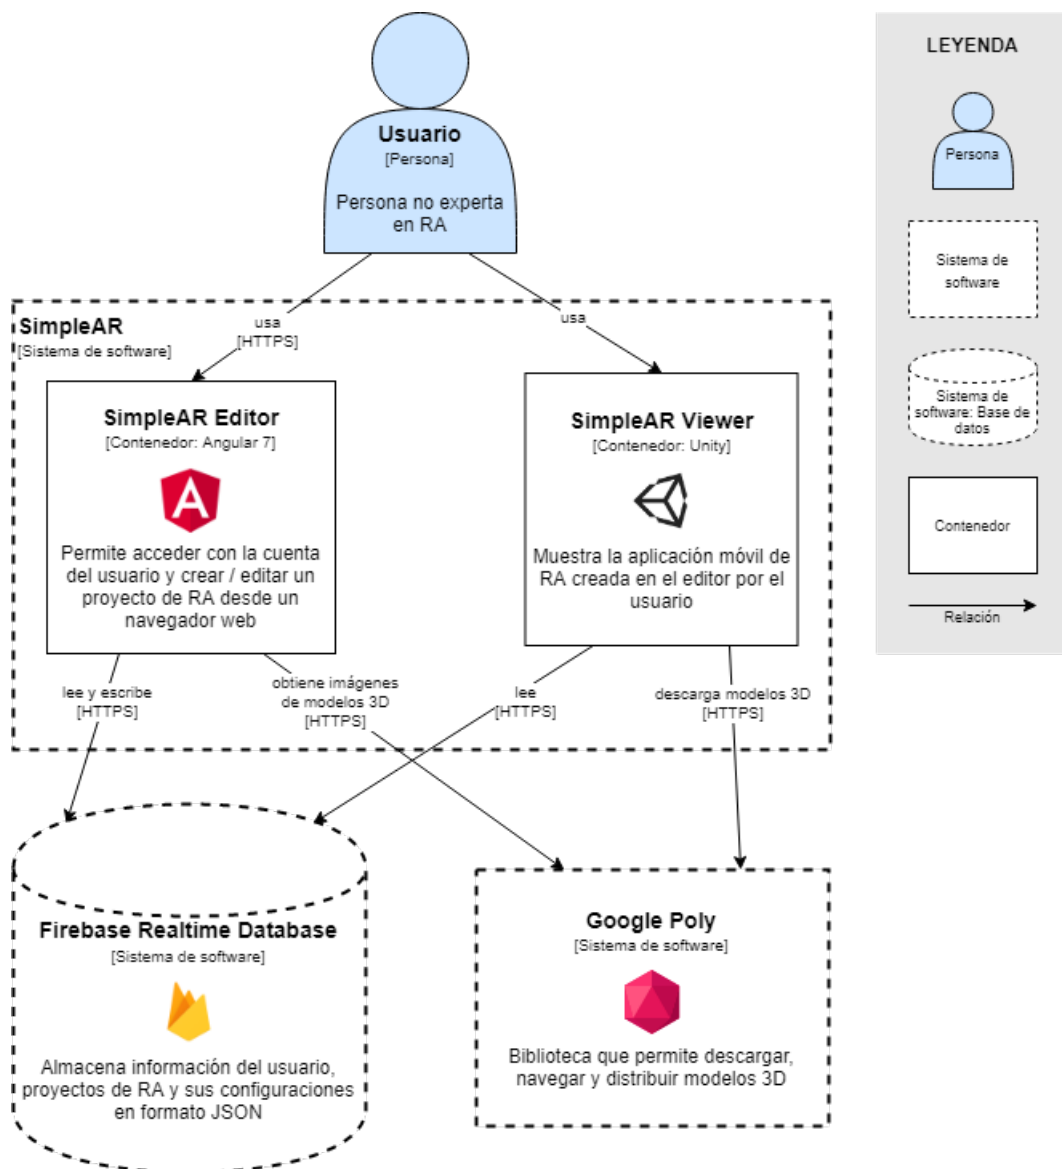 Usuario
[Persona]
Persona no experta
en RA
SimpleAR
[Sistema de software]
usa
[HTTPS]
usa
SimpleAR Editor
[Contenedor: Angular 7]
Permite acceder con la cuenta
del usuario y crear / editar un
proyecto de RA desde un
navegador web
SimpleAR Viewer
[Contenedor: Unity]
Muestra la aplicación móvil de
RA creada en el editor por el
usuario
lee y escribe
[HTTPS]
obtiene imágenes
de modelos 3D
[HTTPS]
lee
[HTTPS]
descarga modelos 3D
[HTTPS]
Firebase Realtime Database
[Sistema de software]
Almacena información del usuario,
proyectos de RA y sus configuraciones
en formato JSON
Google Poly
[Sistema de software]
Biblioteca que permite descargar,
navegar y distribuir modelos 3D
LEYENDA
Persona
Sistema de
software
Sistema de
software: Base de
datos
Contenedor
Relación